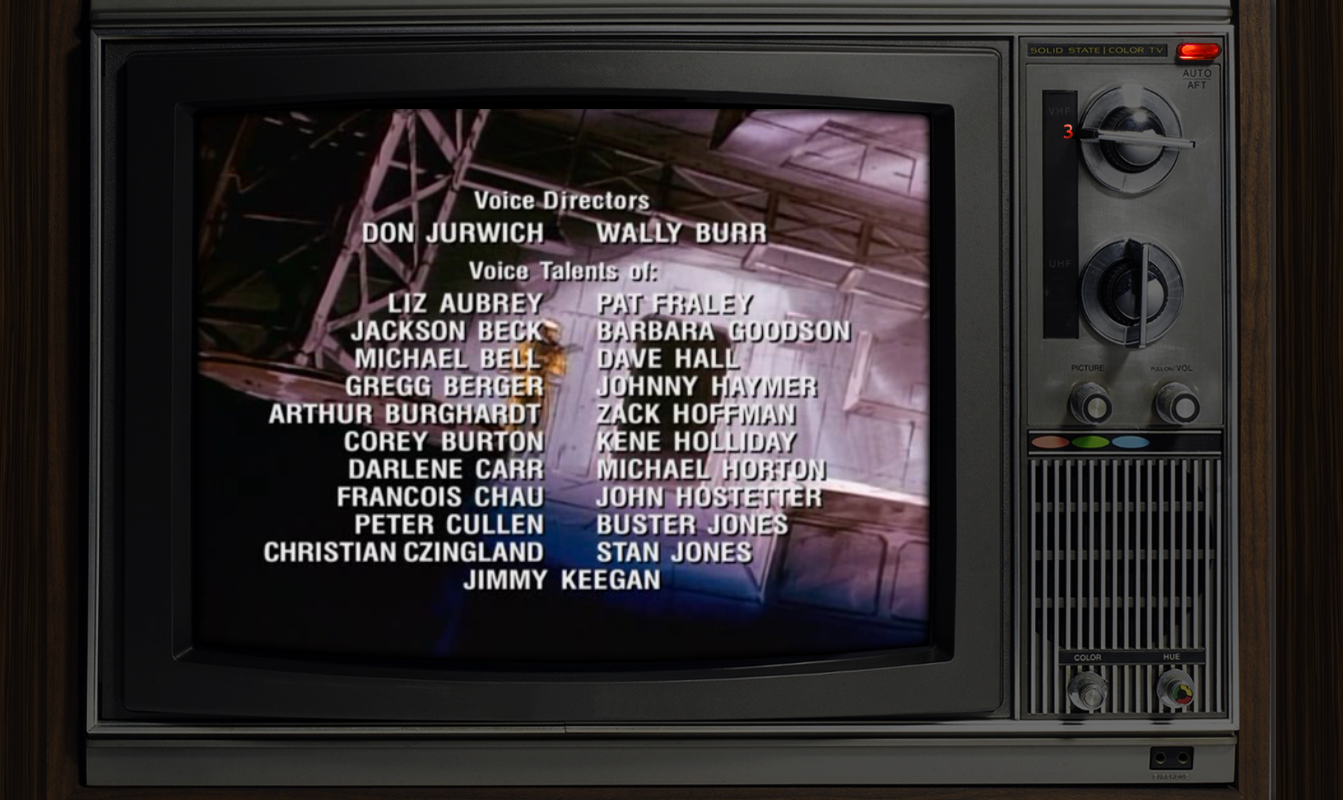 SOLID STATE | COLOR TV
AUTO
AFT
VHF
3
UHF
PICTURE
VOL
COLOR
HUE
Voice Directors
DON JURWICH WALLY BURR
Voice Talents of:
LIZ AUBREY PAT FRALEY
JACKSON BECK BARBARA GOODSON
MICHAEL BELL DAVE HALL
GREGG BERGER JOHNNY HAYMER
ARTHUR BURGHARDT ZACK HOFFMAN
COREY BURTON KENE HOLLIDAY
DARLENE CARR MICHAEL HORTON
FRANCOIS CHAU JOHN HOSTETTER
PETER CULLEN BUSTER JONES
CHRISTIAN CZINGLAND STAN JONES
JIMMY KEEGAN